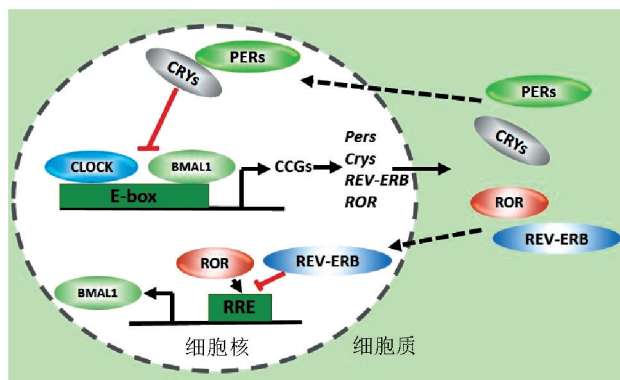 PERs
CRYs
PERs
CRYs
Pers
Crys
REV-ERB
ROR
CLOCK
BMAL1
CCGs
E-box
ROR
REV-ERB
ROR
REV-ERB
BMAL1
RRE
细胞核
细胞质